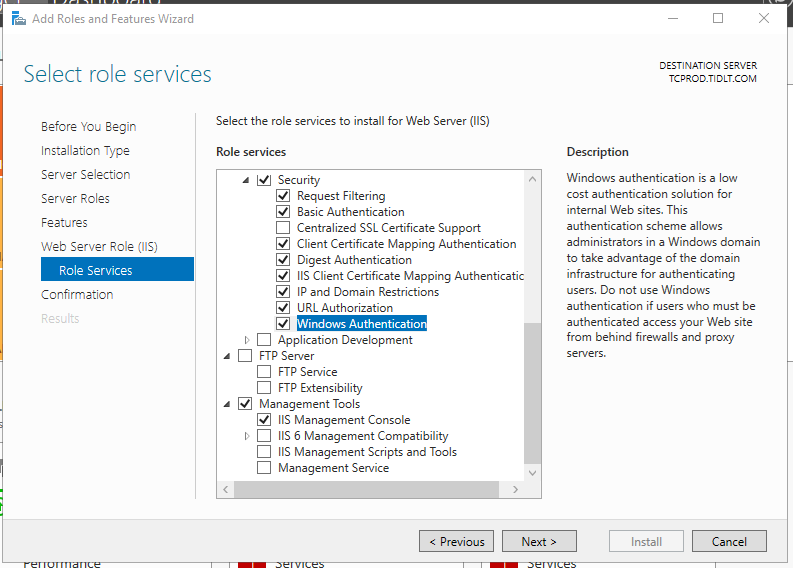 Dashboard
Add Roles and Features Wizard
Select role services
DESTINATION SERVER
TCPROD.TIDLT.COM
Before You Begin
Installation Type
Server Selection
Server Roles
Features
Web Server Role (IIS)
Role Services
Confirmation
Results
Select the role services to install for Web Server (IIS)
Role services
Security
Request Filtering
Basic Authentication
Centralized SSL Certificate Support
Client Certificate Mapping Authentication
Digest Authentication
IIS Client Certificate Mapping Authenticatio
IP and Domain Restrictions
URL Authorization
Windows Authentication
Application Development
FTP Server
FTP Service
FTP Extensibility
Management Tools
IIS Management Console
IIS 6 Management Compatibility
IIS Management Scripts and Tools
Management Service
Description
Windows authentication is a low
cost authentication solution for
internal Web sites. This
authentication scheme allows
administrators in a Windows domain
to take advantage of the domain
infrastructure for authenticating
users. Do not use Windows
authentication if users who must be
authenticated access your Web site
from behind firewalls and proxy
servers.
< Previous
Next >
Install
Cancel
Performance
Services
Services